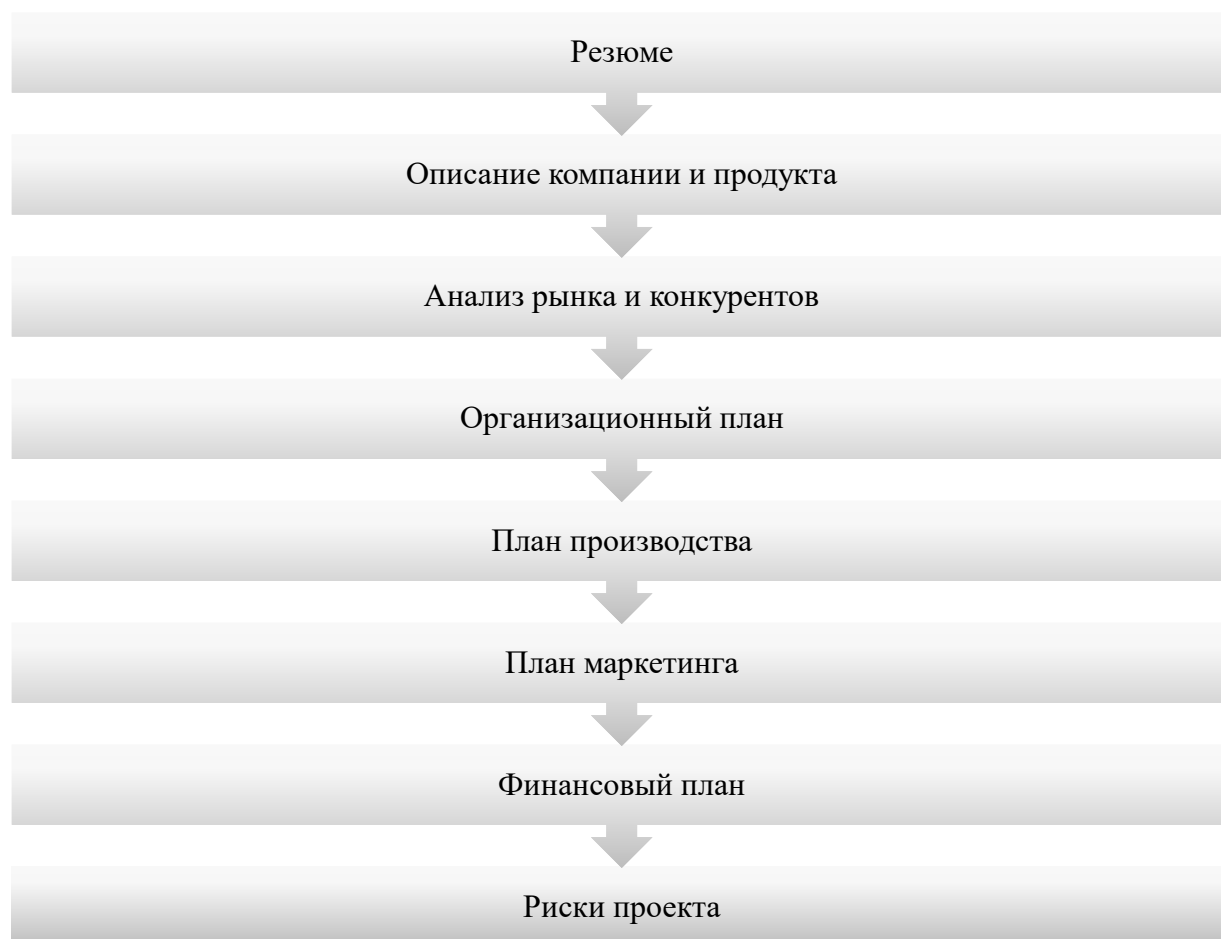 Резюме
Описание компании и продукта
Анализ рынка и конкурентов
Организационный план
План производства
План маркетинга
Финансовый план
Риски проекта